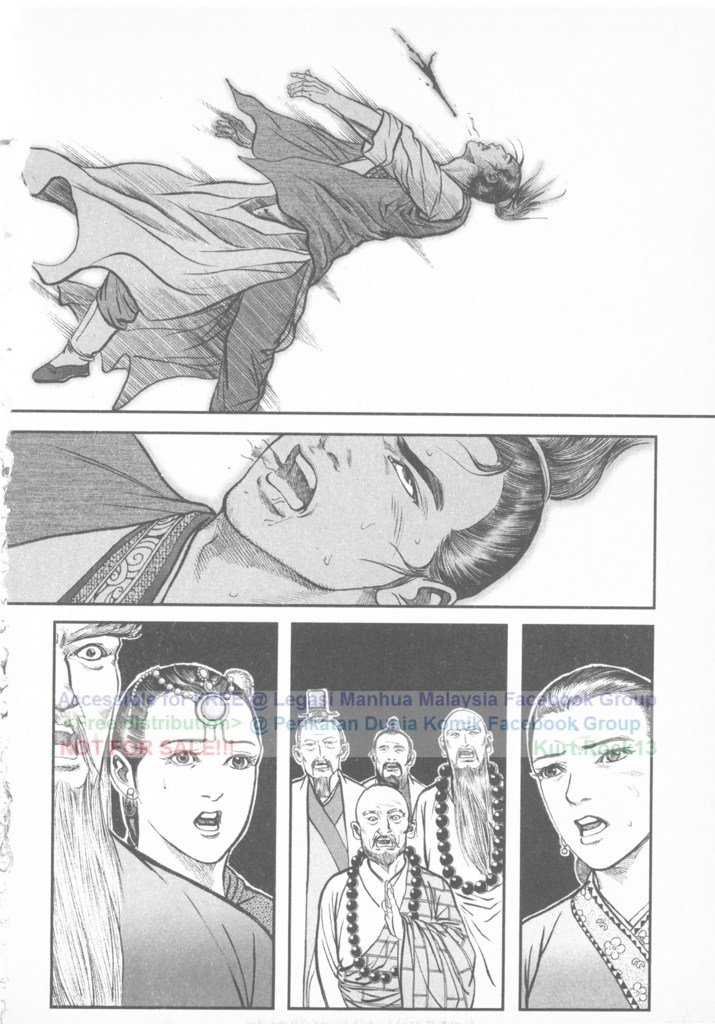 Accessible for FREE @ Legasi Manhua Malaysia Facebook Group
<Free distribution> @ Perikatan Dunia Komik Facebook Group
NOT FOR SALE!!!
Kurt.Rock13